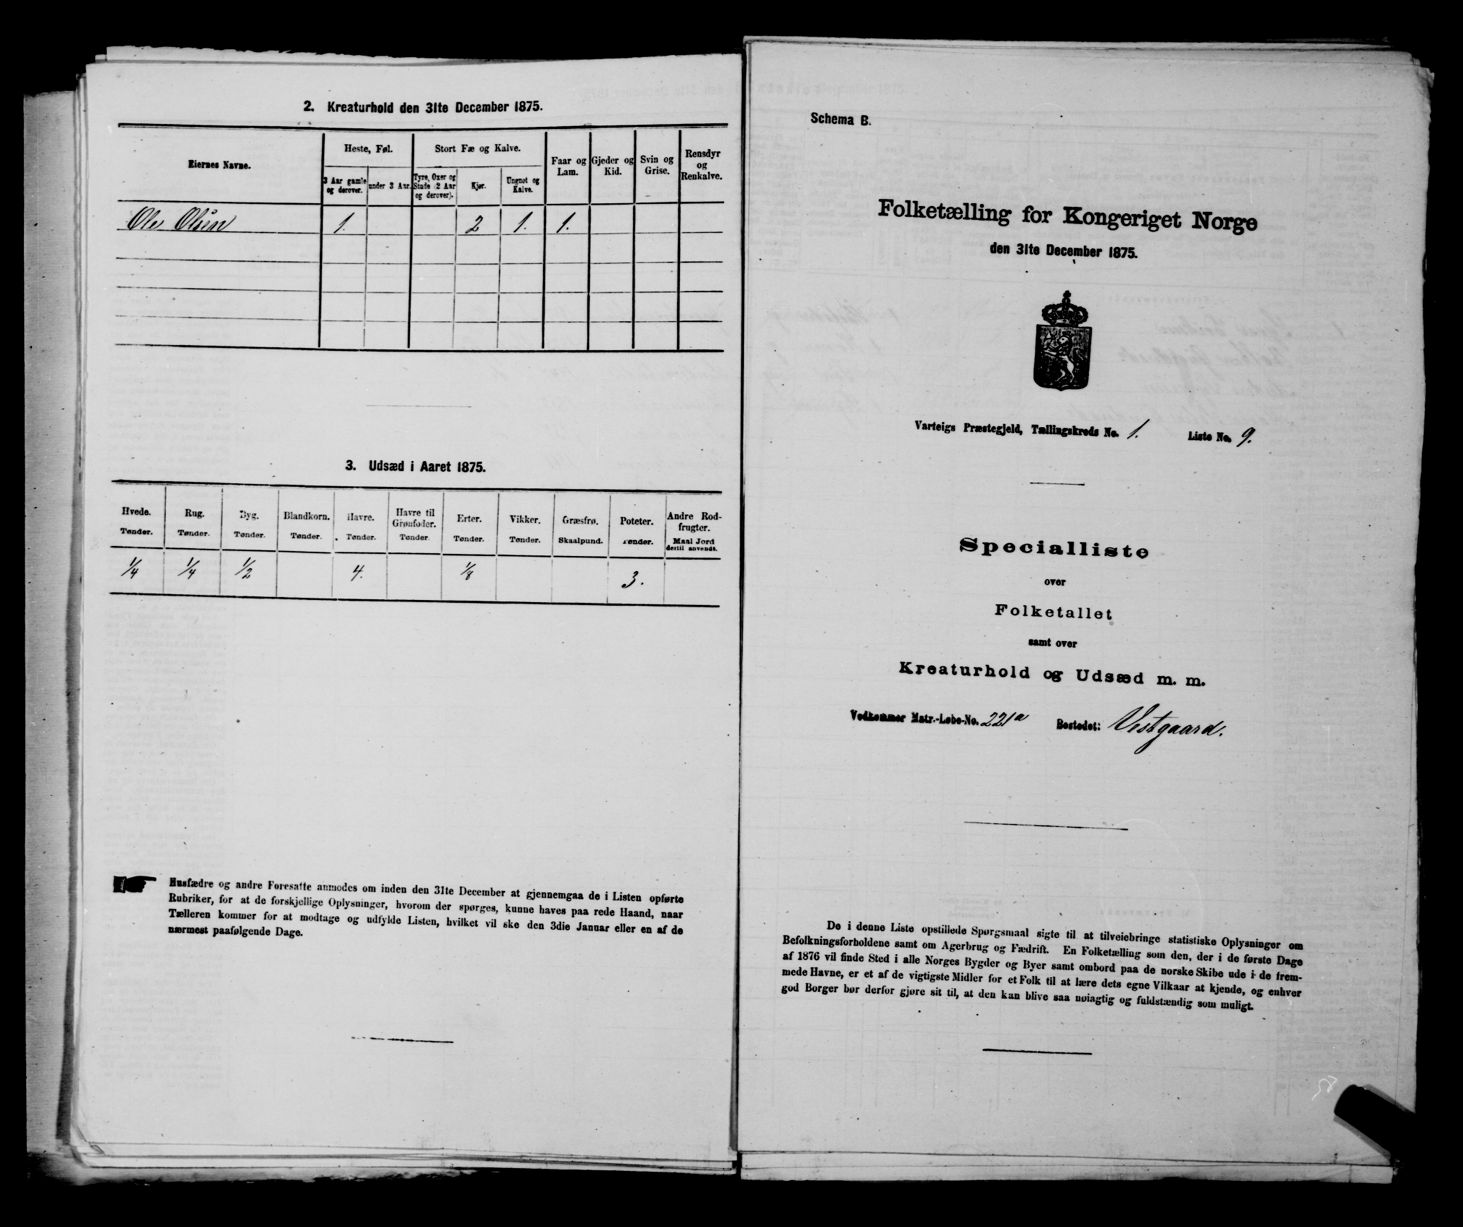 2. Kreaturhold den 31te December 1875.
Eiernes Navne.
Heste, Føl.
3 Aar gamle og derover.
under 3 Aar.
Stort Fæ og Kalve.
Tyre, Oxer og Stude (2 Aar og derover).
Kjør.
Ungnøt og Kalve.
Faar og Lam.
Gjeder og Kid.
Svin og Grise.
Rensdyr og Renkalve.
Ole Olsen 1. 2 1. 1.
3. Udsæd i Aaret 1875.
Hvede. Rug. Byg. Blandkorn. Havre. Havre til Grønfoder. Erter. Vikker. Græsfrø. Poteter. Andre Rodfrugter.
Tønder. Tønder. Tønder. Tønder. Tønder. Tønder. Tønder. Tønder. Skaalpund. Tønder. Maal Jord dertil anvendt.
1/4 1/4 1/2 4. 1/8 3.
Husfædre og andre Foresatte anmodes om inden den 31te December at gjennemgaa de i Listen opførte
Rubriker, for at de forskjellige Oplysninger, hvorom der spørges, kunne haves paa rede Haand, naar
Tælleren kommer for at modtage og udfylde Listen, hvilket vil ske den 3die Januar eller en af de
nærmest paafølgende Dage.
Schema B.
Folketælling for Kongeriget Norge
den 31te December 1875.
Varteigs Præstegjeld, Tællingskreds No. 1. Liste No. 9.
Specialliste
over
Folketallet
samt over
Kreaturhold og Udsæd m. m.
Vedkommer Matr.-Løbe-No. 221a Bostedet: Vestgaard.
De i denne Liste opstillede Spørgsmaal sigte til at tilveiebringe statistiske Oplysninger om
Befolkningsforholdene samt om Agerbrug og Fædrift. En Folketælling som den, der i de første Dage
af 1876 vil finde Sted i alle Norges Bygder og Byer samt ombord paa de norske Skibe ude i de frem-
mede Havne, er et af de vigtigste Midler for et Folk til at lære dets egne Vilkaar at kjende, og enhver
god Borger bør derfor gjøre sit til, at den kan blive saa nøiagtig og fuldstændig som muligt.